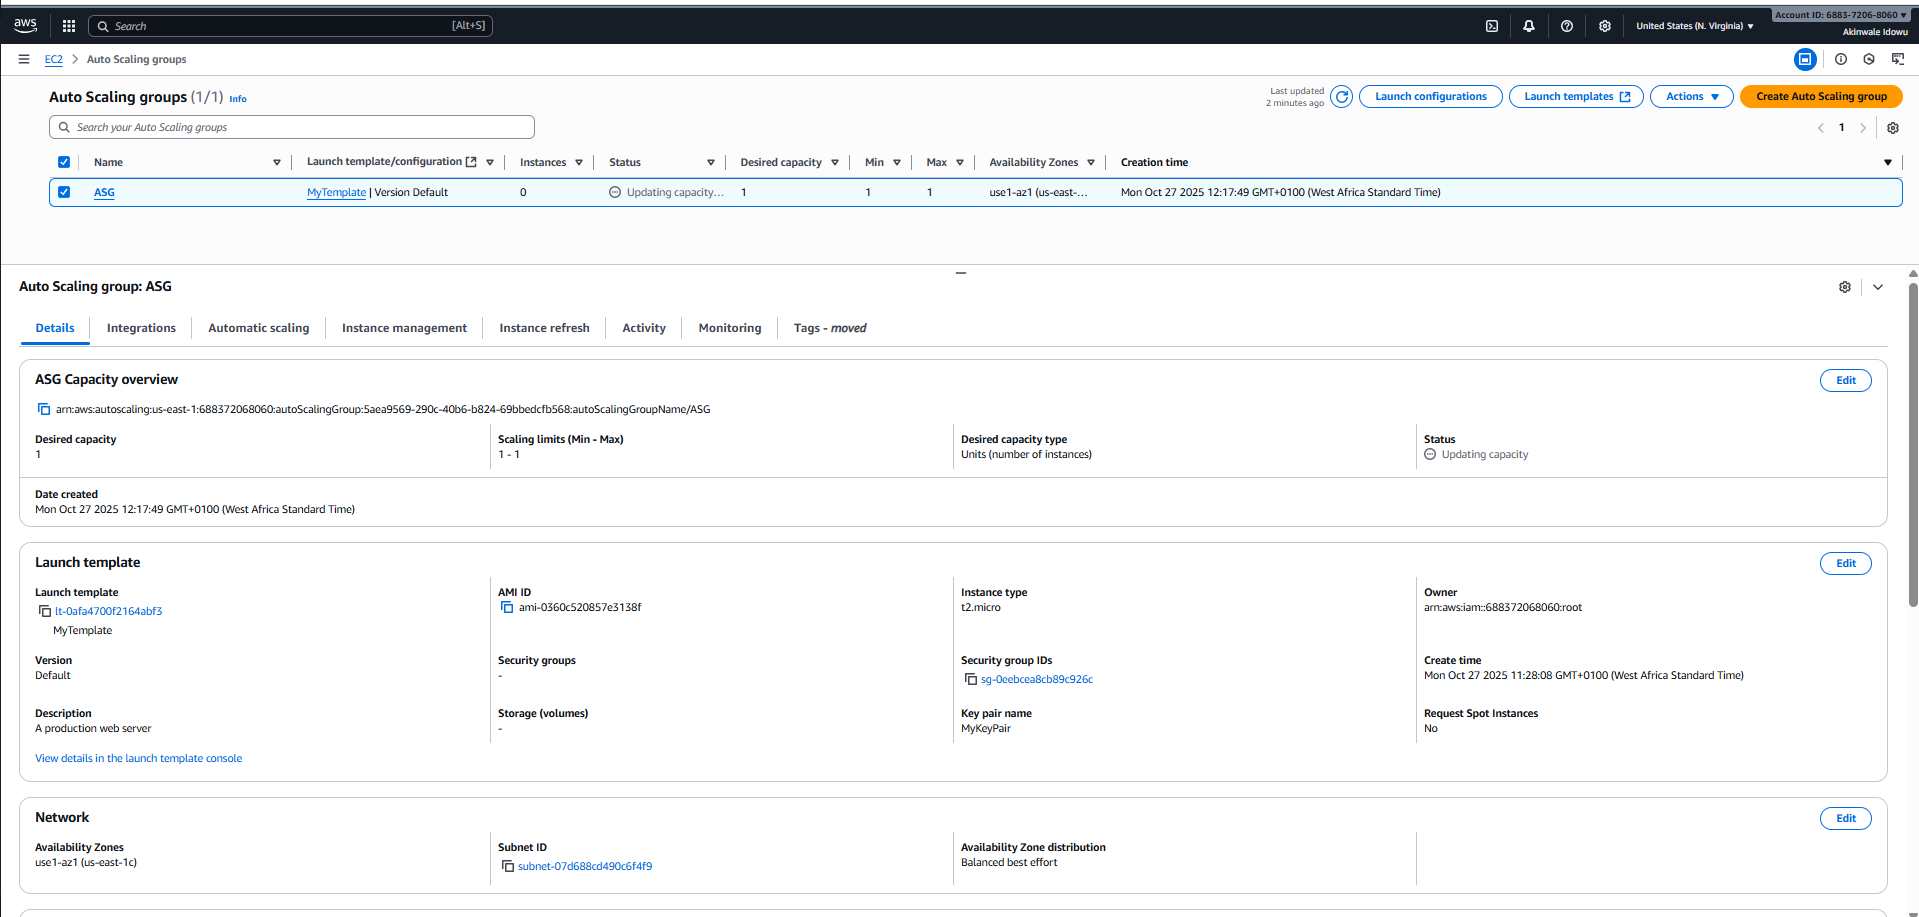 aws
Search [Alt+S]
United States (N. Virginia)
Account ID: 6883-7206-8060
Akinwale Idowu
EC2 Auto Scaling groups
Auto Scaling groups (1/1) Info
Last updated
2 minutes ago
Launch configurations
Launch templates
Actions
Create Auto Scaling group
Search your Auto Scaling groups
1
Name Launch template/configuration Instances Status Desired capacity Min Max Availability Zones Creation time
ASG MyTemplate | Version Default 0 Updating capacity... 1 1 1 use1-az1 (us-east-... Mon Oct 27 2025 12:17:49 GMT+0100 (West Africa Standard Time)
Auto Scaling group: ASG
Details Integrations Automatic scaling Instance management Instance refresh Activity Monitoring Tags - moved
ASG Capacity overview
Edit
arn:aws:autoscaling:us-east-1:688372068060:autoScalingGroup:5aea9569-290c-40b6-b824-69bbedcfb568:autoScalingGroupName/ASG
Desired capacity
1
Scaling limits (Min - Max)
1 - 1
Desired capacity type
Units (number of instances)
Status
Updating capacity
Date created
Mon Oct 27 2025 12:17:49 GMT+0100 (West Africa Standard Time)
Launch template
Edit
Launch template
lt-0afa4700f2164abf3
MyTemplate
AMI ID
ami-0360c520857e3138f
Instance type
t2.micro
Owner
arn:aws:iam::688372068060:root
Version
Default
Security groups
-
Security group IDs
sg-0eebcea8cb89c926c
Create time
Mon Oct 27 2025 11:28:08 GMT+0100 (West Africa Standard Time)
Description
A production web server
Storage (volumes)
-
Key pair name
MyKeyPair
Request Spot Instances
No
View details in the launch template console
Network
Edit
Availability Zones
use1-az1 (us-east-1c)
Subnet ID
subnet-07d688cd490c6f4f9
Availability Zone distribution
Balanced best effort